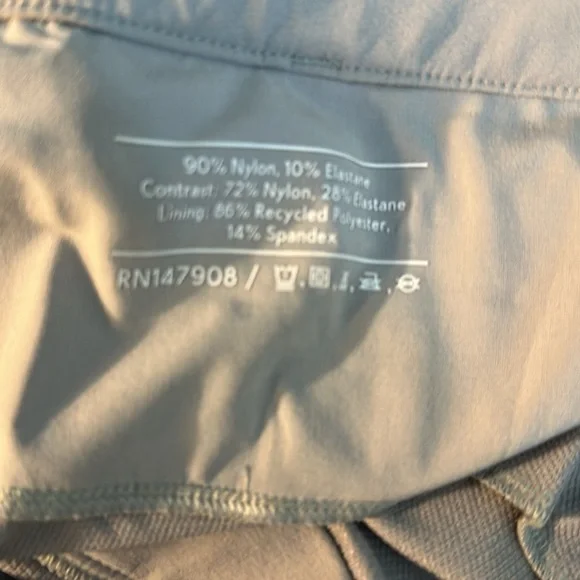 90% Nylon, 10% Elastane
Contrast: 72% Nylon, 28% Elastane
Lining: 86% Recycled Polyester,
14% Spandex
RN147908 /